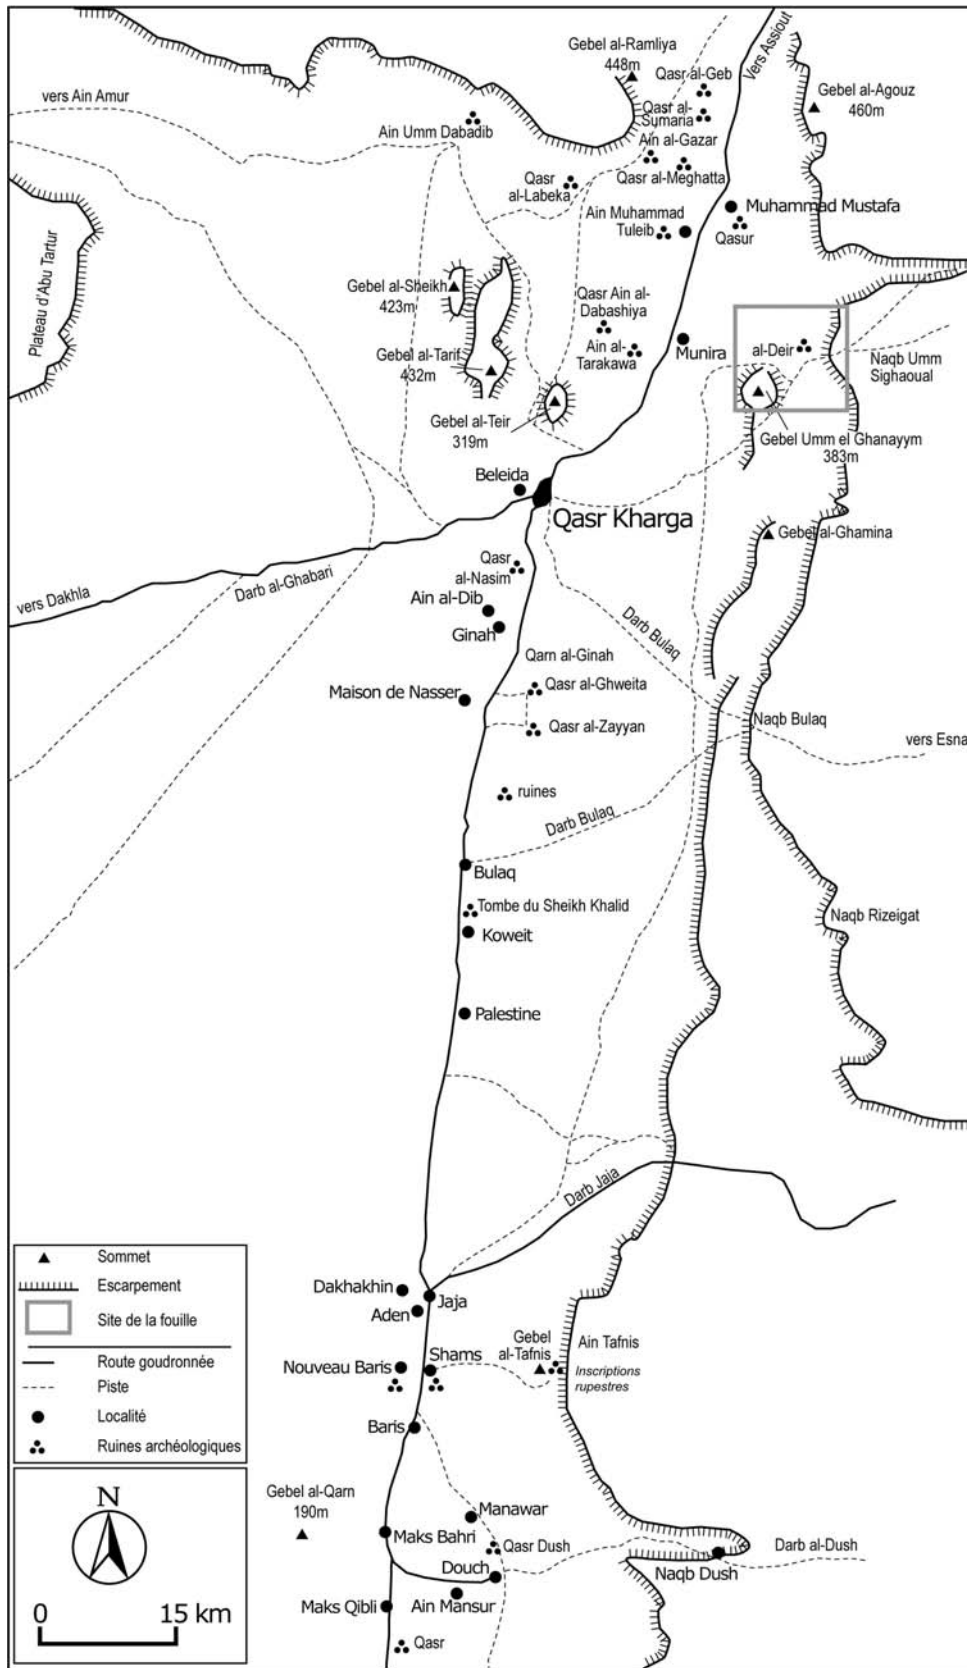 Gebel al-Ramliya
448m
Vers Assiout
Qasr al-Geb
Gebel al-Agouz
460m
vers Ain Amur
Qasr al-
Sumaria
Ain Umm Dabadib
Ain al-Gazar
Qasr al-Meghatta
Qasr
al-Labeka
Muhammad Mustafa
Ain Muhammad
Tuleib
Qasur
Plateau d'Abu Tartur
Gebel al-Sheikh
423m
Qasr Ain al-
Dabashiya
Ain al-
Tarakawa
Munira
al-Deir
Naqb Umm
Sighaoual
Gebel al-Tarif
432m
Gebel al-Teir
319m
Gebel Umm el Ghanayym
383m
Beleida
Qasr Kharga
Gebel al-Ghamina
Qasr
al-Nasim
Darb al-Ghabari
vers Dakhla
Ain al-Dib
Ginah
Darb Bulaq
Qarn al-Ginah
Qasr al-Ghweita
Maison de Nasser
Qasr al-Zayyan
Naqb Bulaq
vers Esna
ruines
Darb Bulaq
Bulaq
Tombe du Sheikh Khalid
Koweit
Naqb Rizeigat
Palestine
Darb Jaja
Dakhakhin
Jaja
Aden
Gebel
al-Tafnis
Ain Tafnis
Inscriptions
rupestres
Nouveau Baris
Shams
Baris
Gebel al-Qarn
190m
Manawar
Maks Bahri
Qasr Dush
Darb al-Dush
Douch
Naqb Dush
Maks Qibli
Ain Mansur
Qasr
Sommet
Escarpement
Site de la fouille
Route goudronnée
Piste
Localité
Ruines archéologiques
N
0 15 km